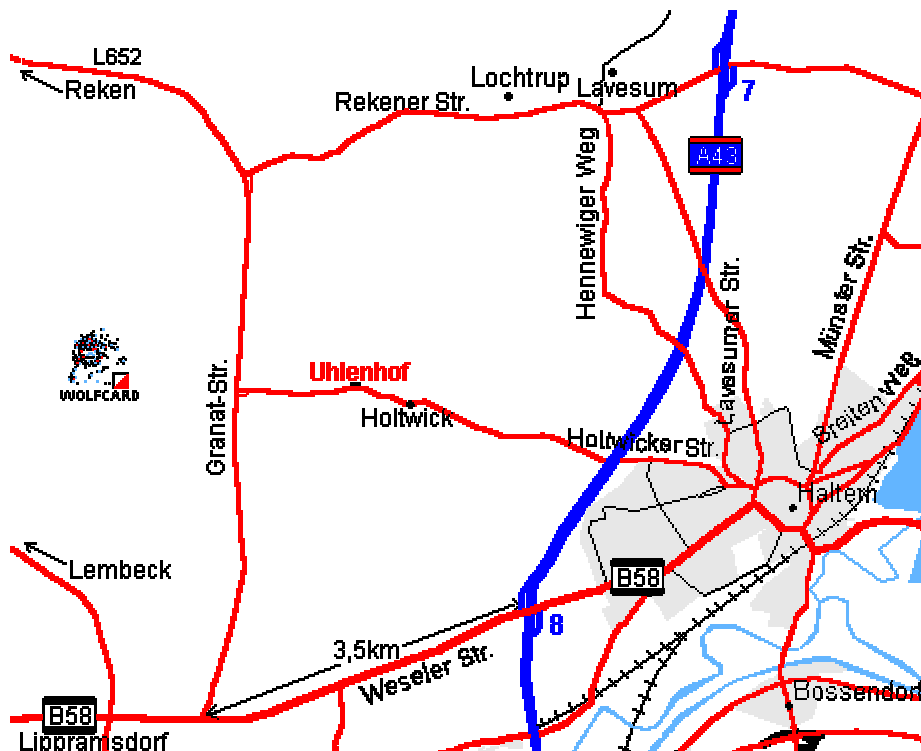 L652
Reken
Lochtrup
Lavesum
7
Rekener Str.
A43
Hennewiger Weg
Lavesumer Str.
Münster Str.
WOLFCARD
Granat-Str.
Uhlenhof
Holtwick
Holtwicker Str.
Breiten Weg
Haltern
Lembeck
B58
8
3,5km
Weseler Str.
B58
Lippramsdorf
Bossendorf